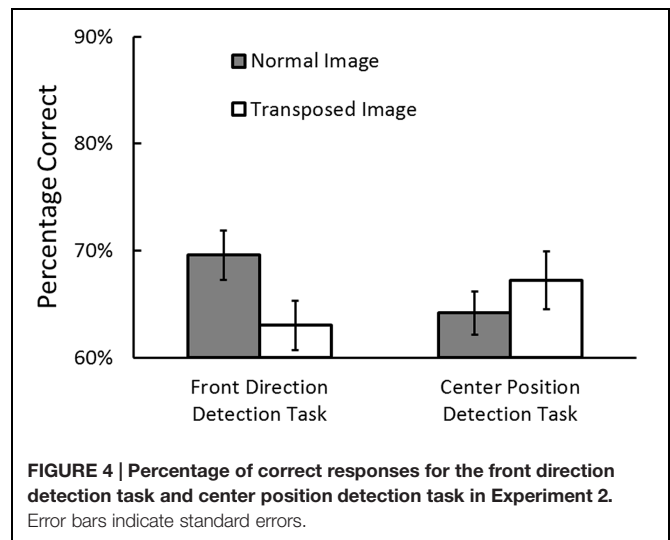 90%
Normal Image
Transposed Image
80%
Percentage Correct
70%
60%
Front Direction
Detection Task
Center Position
Detection Task
FIGURE 4 | Percentage of correct responses for the front direction
detection task and center position detection task in Experiment 2.
Error bars indicate standard errors.